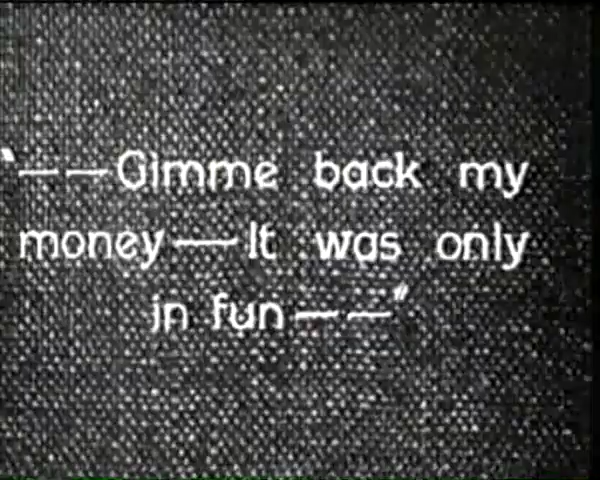 "——Gimme back my
money——It was only
in fun——"